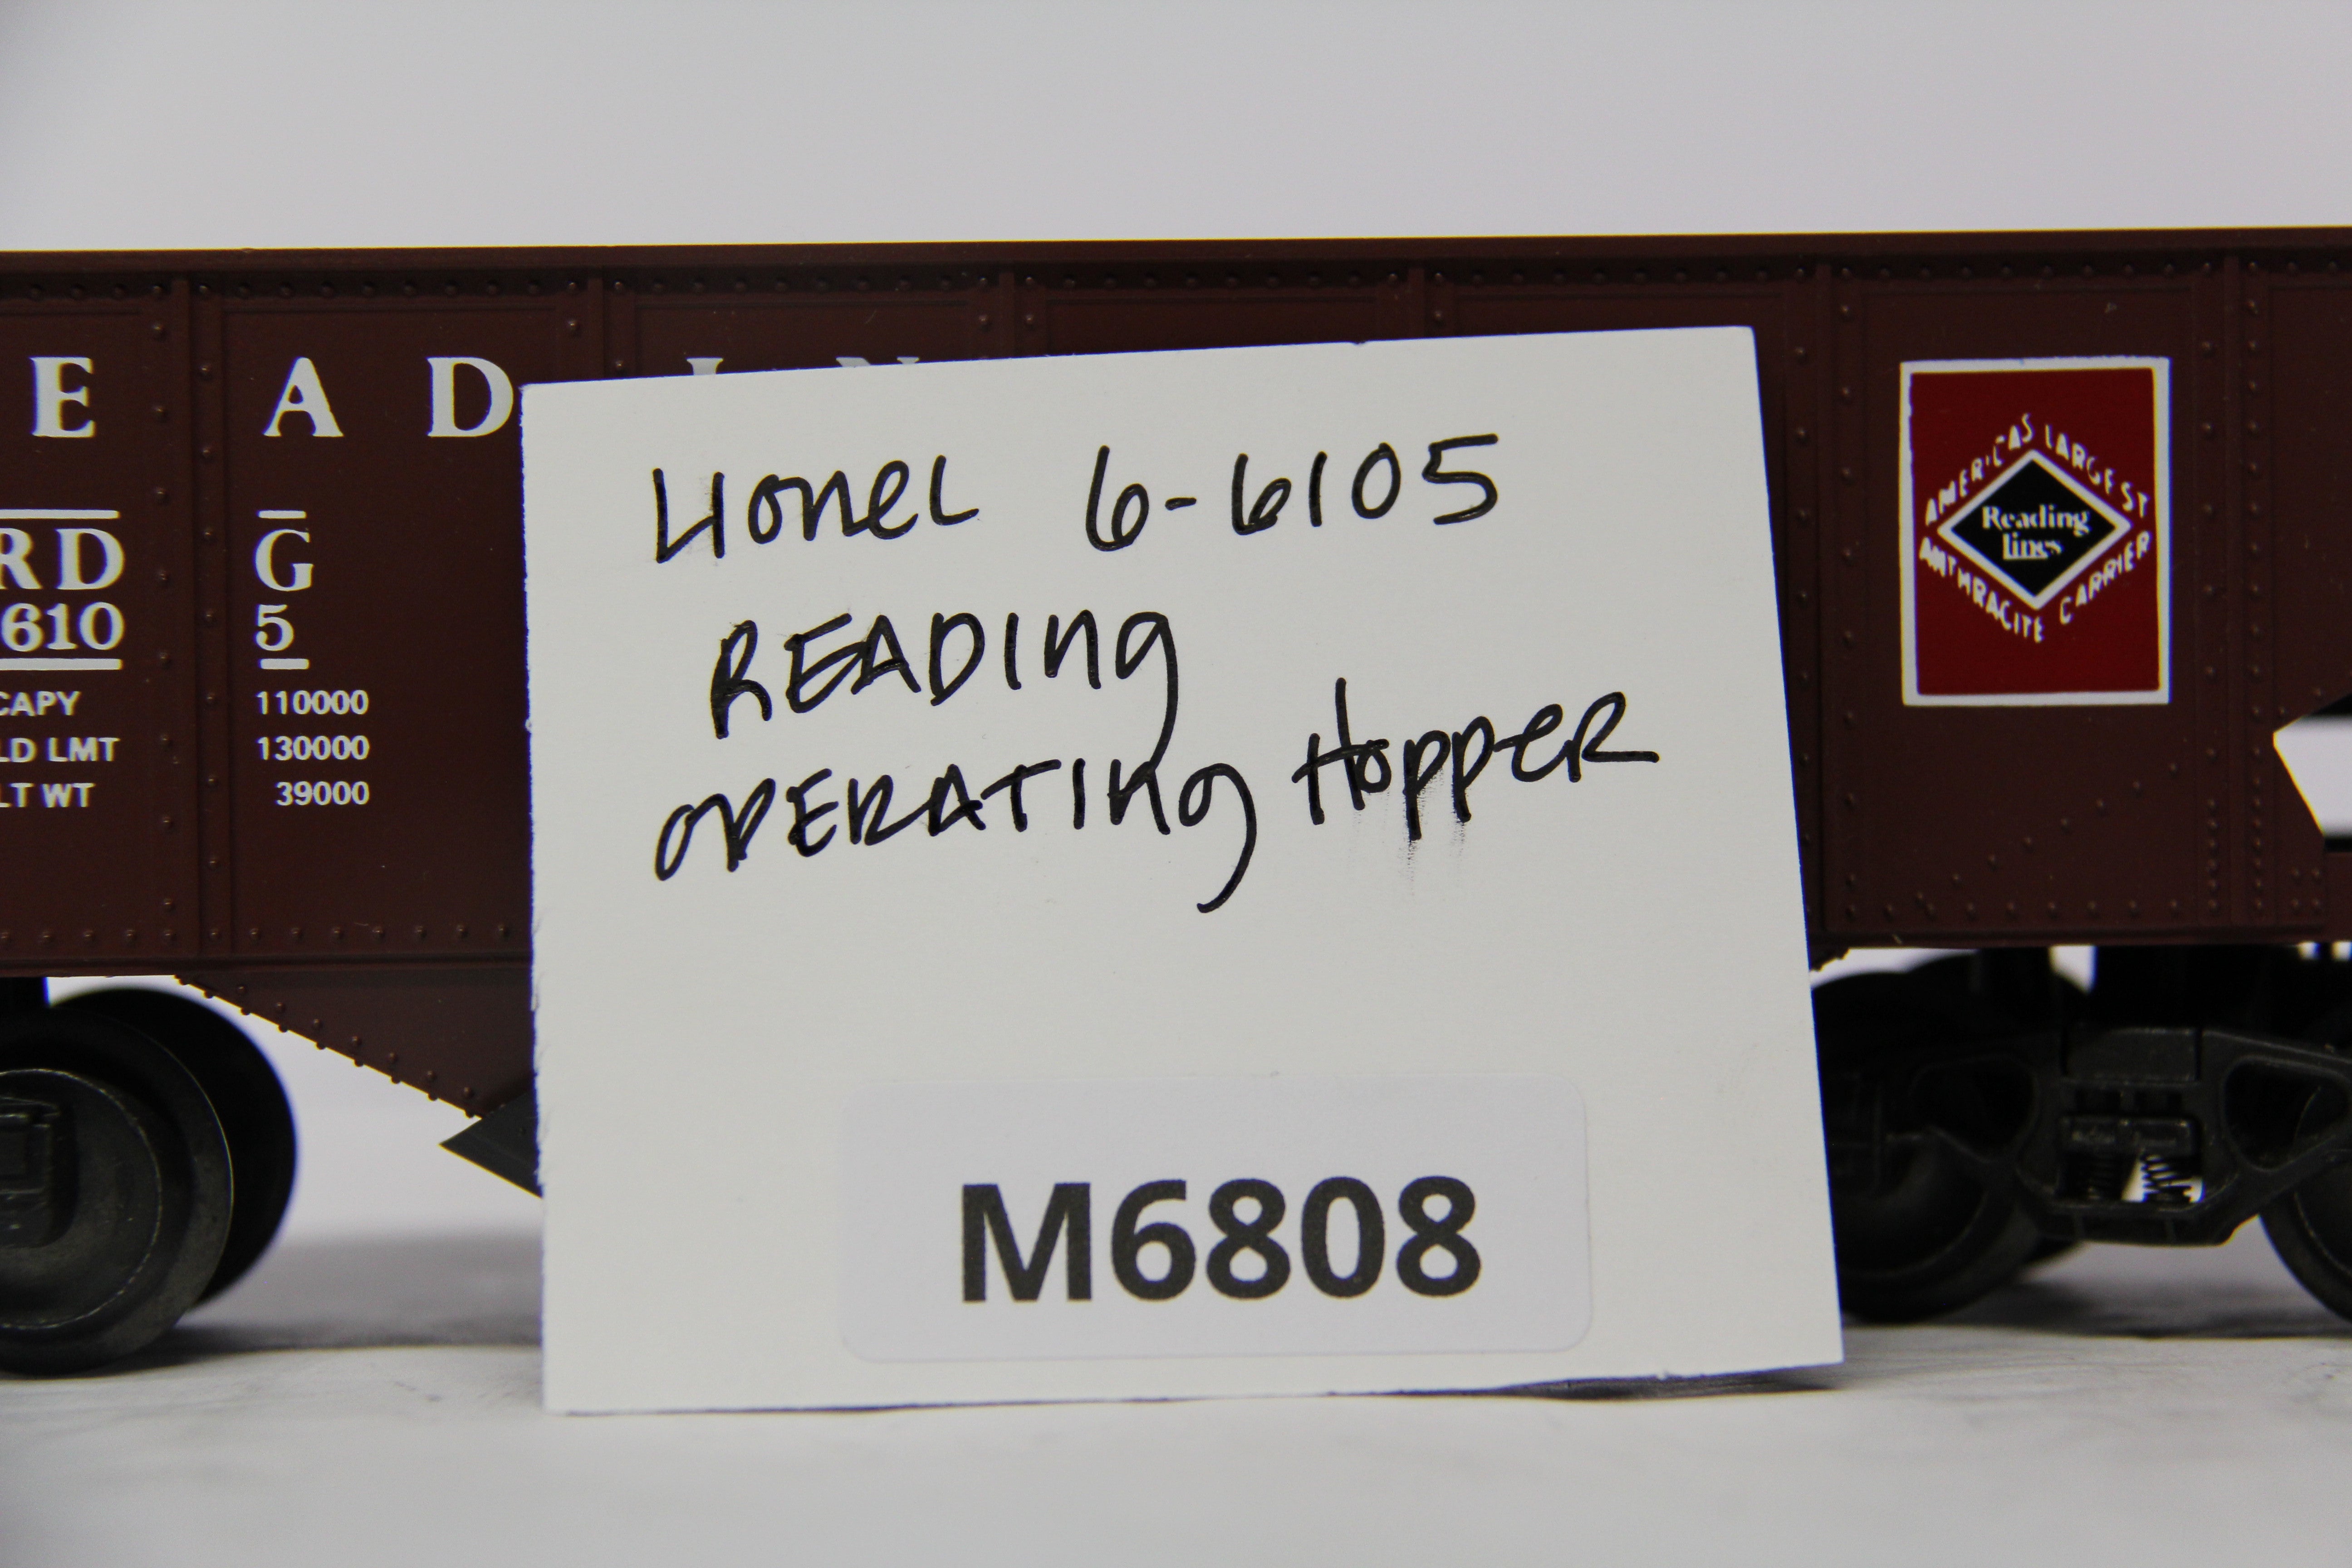 EADIN
RD G
610 5
CAPY 110000
LD LMT 130000
LT WT 39000
Lionel 6-6105
READing
OPERATing HoppeR
M6808
AMERICAS LARGEST
Reading
Lines
ANTHRACITE CARRIER